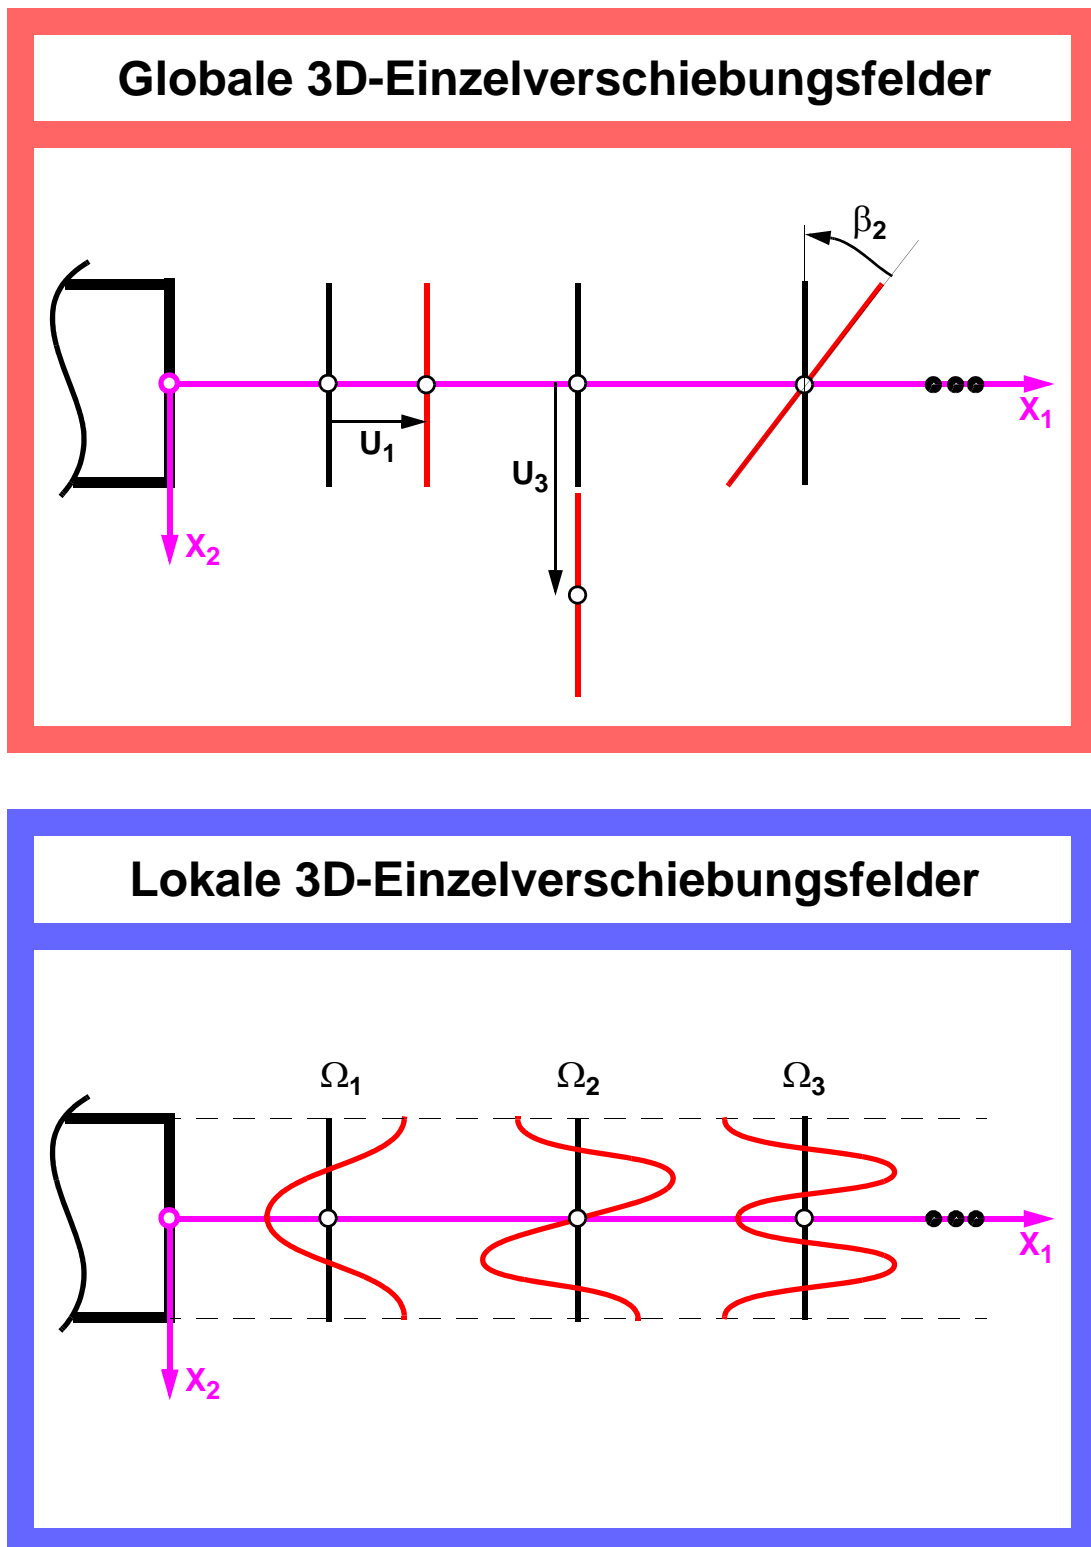 Globale 3D-Einzelverschiebungsfelder
β₂
X₁
U₁
U₃
X₂
Lokale 3D-Einzelverschiebungsfelder
Ω₁ Ω₂ Ω₃
X₁
X₂